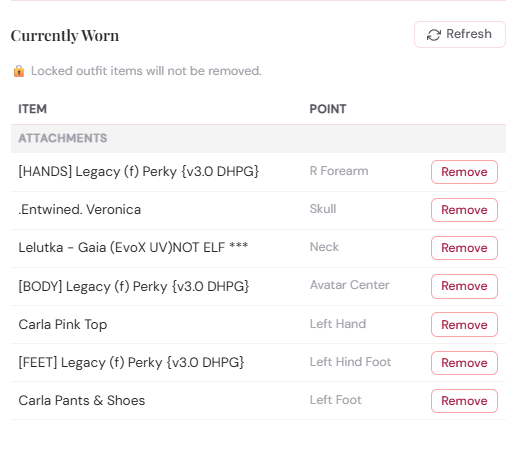 Currently Worn
Refresh
🔒 Locked outfit items will not be removed.
ITEM POINT
ATTACHMENTS
[HANDS] Legacy (f) Perky {v3.0 DHPG} R Forearm Remove
.Entwined. Veronica Skull Remove
Lelutka - Gaia (EvoX UV)NOT ELF *** Neck Remove
[BODY] Legacy (f) Perky {v3.0 DHPG} Avatar Center Remove
Carla Pink Top Left Hand Remove
[FEET] Legacy (f) Perky {v3.0 DHPG} Left Hind Foot Remove
Carla Pants & Shoes Left Foot Remove